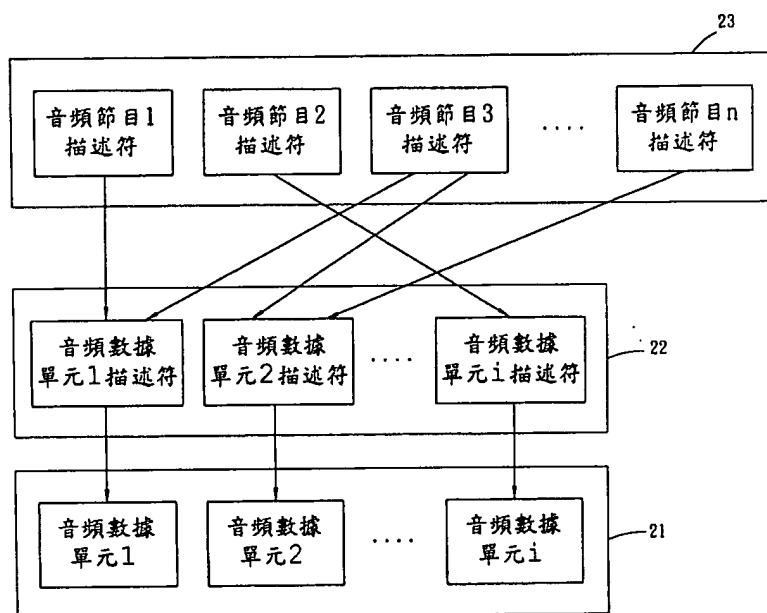 23
音頻節目1
描述符
音頻節目2
描述符
音頻節目3
描述符
....
音頻節目n
描述符
音頻數據
單元1描述符
音頻數據
單元2描述符
....
音頻數據
單元i描述符
22
音頻數據
單元1
音頻數據
單元2
....
音頻數據
單元i
21